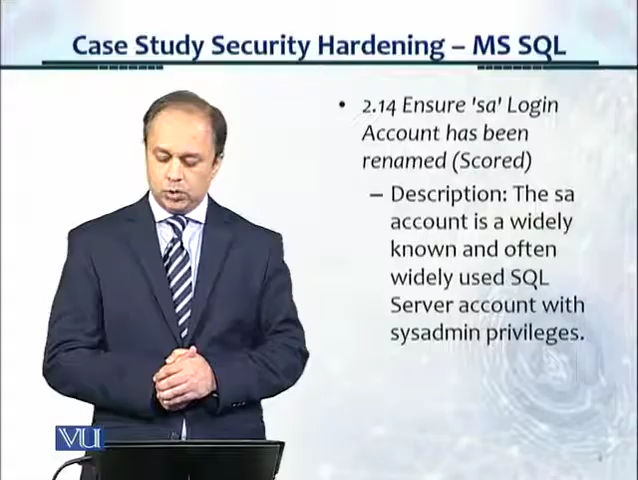 Case Study Security Hardening – MS SQL
• 2.14 Ensure 'sa' Login
Account has been
renamed (Scored)
– Description: The sa
account is a widely
known and often
widely used SQL
Server account with
sysadmin privileges.
VU